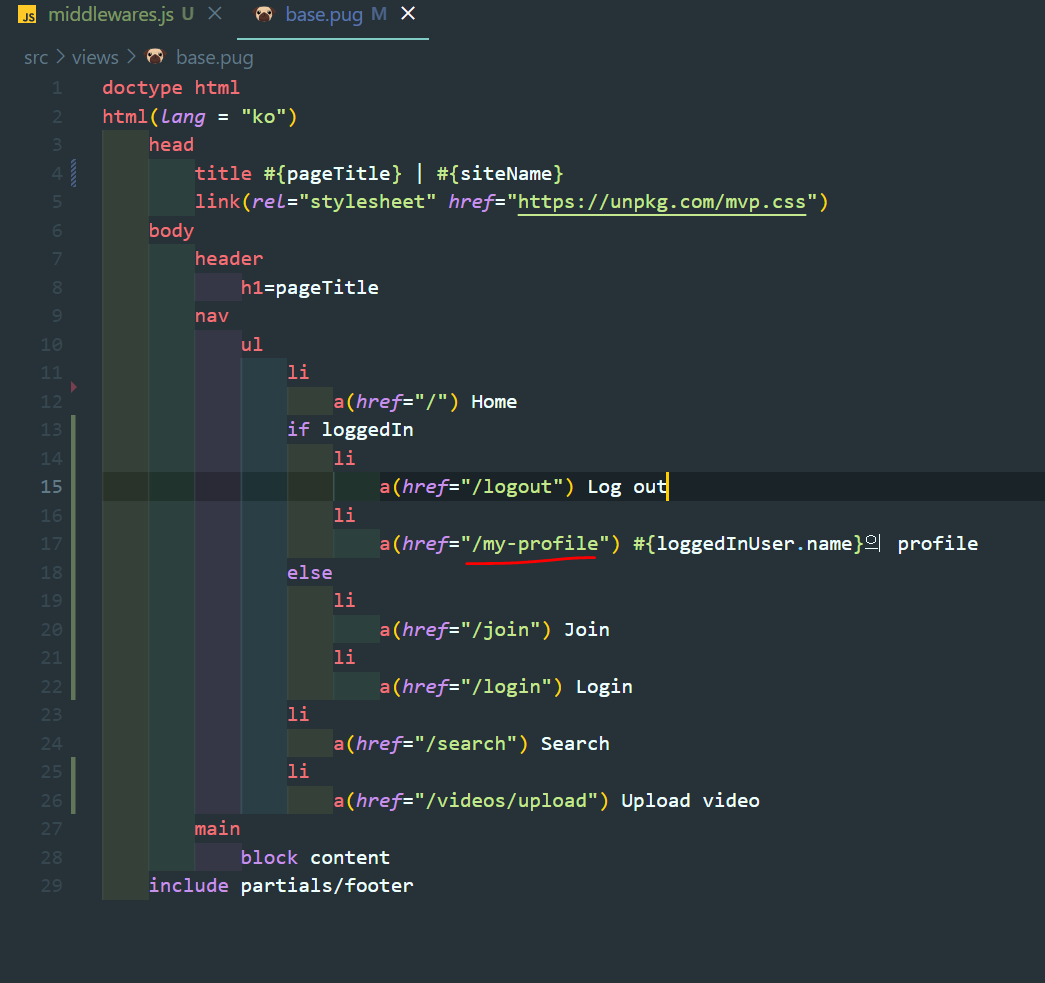 JS middlewares.js U ×
base.pug M ×
src > views > base.pug
1 doctype html
2 html(lang = "ko")
3 head
4 title #{pageTitle} | #{siteName}
5 link(rel="stylesheet" href="https://unpkg.com/mvp.css")
6 body
7 header
8 h1=pageTitle
9 nav
10 ul
11 li
12 a(href="/") Home
13 if loggedIn
14 li
15 a(href="/logout") Log out
16 li
17 a(href="/my-profile") #{loggedInUser.name}의 profile
18 else
19 li
20 a(href="/join") Join
21 li
22 a(href="/login") Login
23 li
24 a(href="/search") Search
25 li
26 a(href="/videos/upload") Upload video
27 main
28 block content
29 include partials/footer